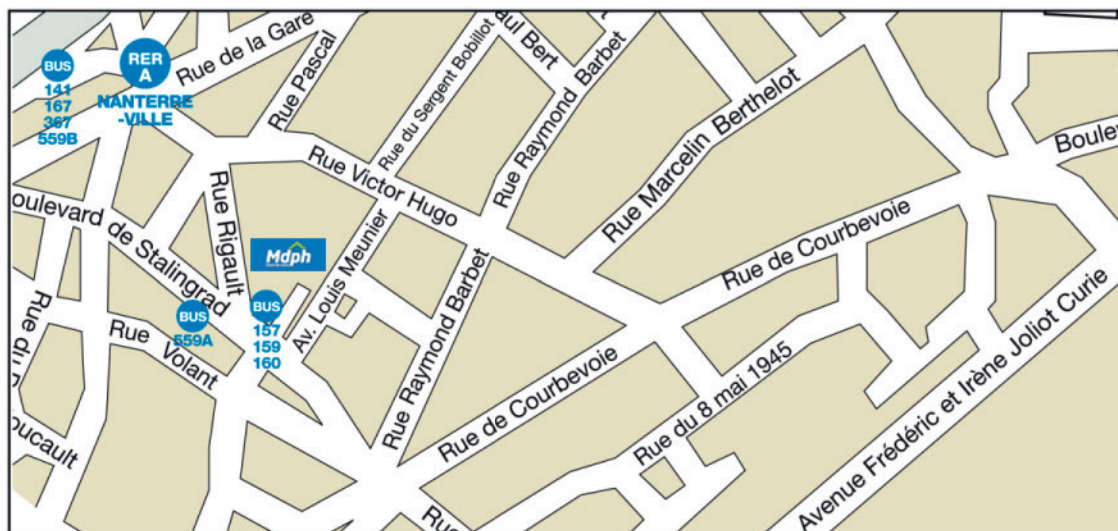 BUS
141
167
367
559B
RER
A
NANTERRE
-VILLE
Rue de la Gare
Rue Pascal
Rue du Sergent Bobillot
aul Bert
Rue Raymond Barbet
Rue Marcelin Berthelot
Boulev
Rue Victor Hugo
oulevard de Stalingrad
Rue Rigault
Mdph
Av. Louis Meunier
Rue Raymond Barbet
Rue de Courbevoie
BUS
559A
BUS
157
159
160
Rue Volant
Rue du
oucault
Rue de Courbevoie
Rue du 8 mai 1945
Avenue Frédéric et Irène Joliot Curie
Rue